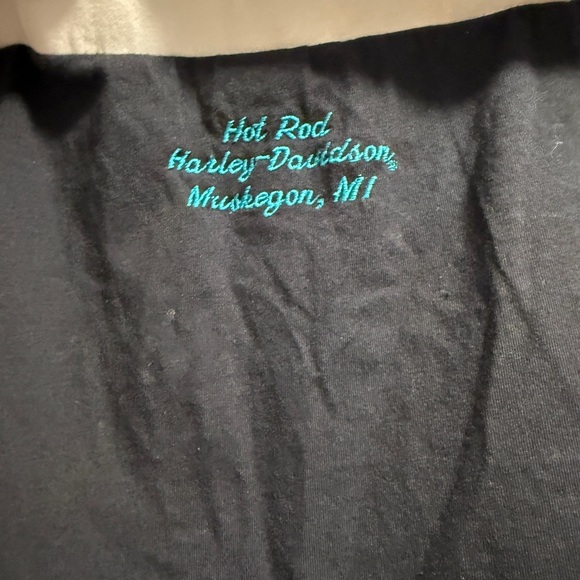 Hot Rod
Harley-Davidson
Muskegon, MI